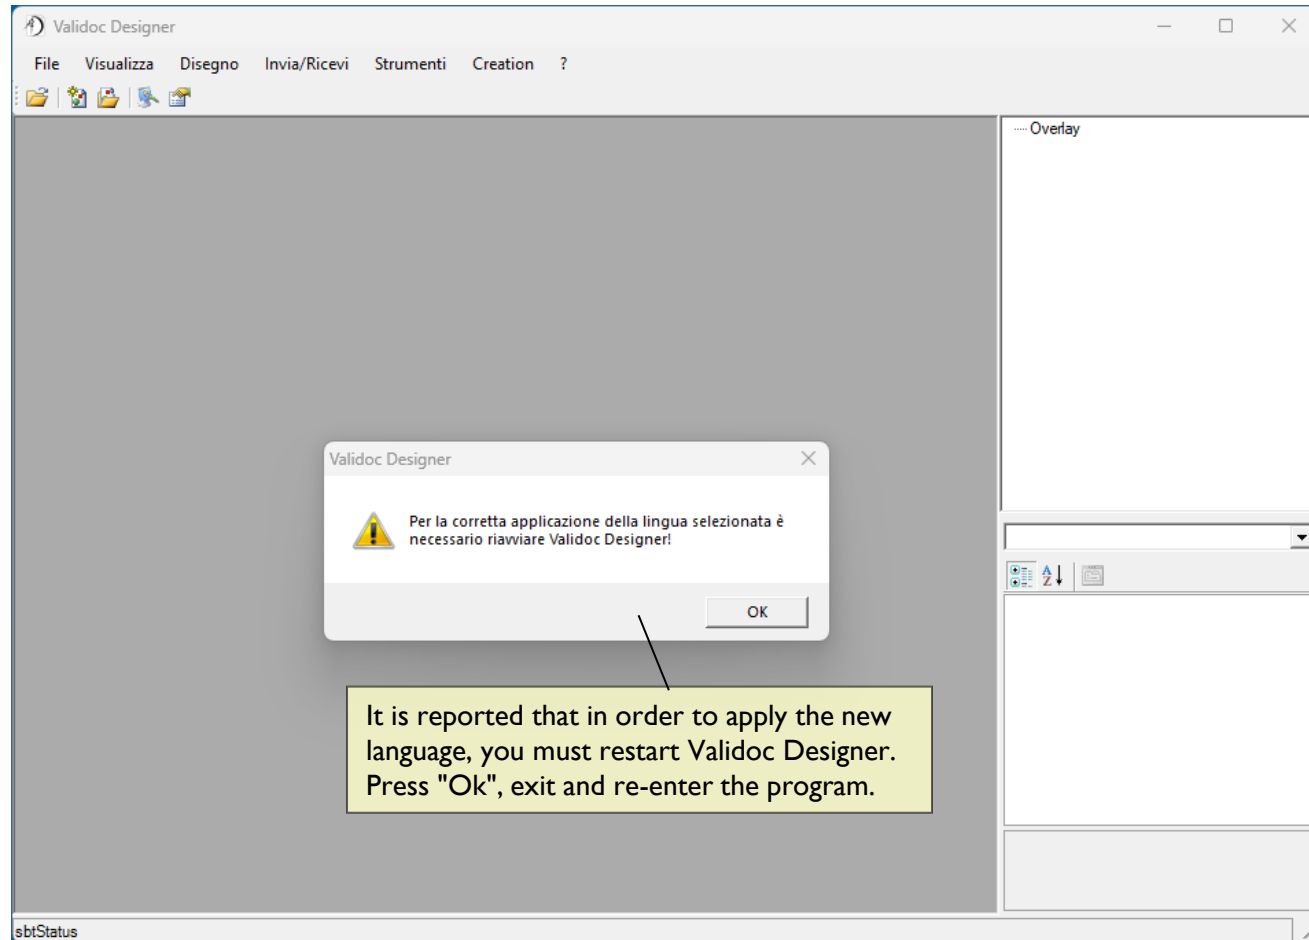 Validoc Designer
File Visualizza Disegno Invia/Ricevi Strumenti Creation ?
Overlay
Validoc Designer
Per la corretta applicazione della lingua selezionata è
necessario riavviare Validoc Designer!
OK
It is reported that in order to apply the new
language, you must restart Validoc Designer.
Press "Ok", exit and re-enter the program.
sbtStatus